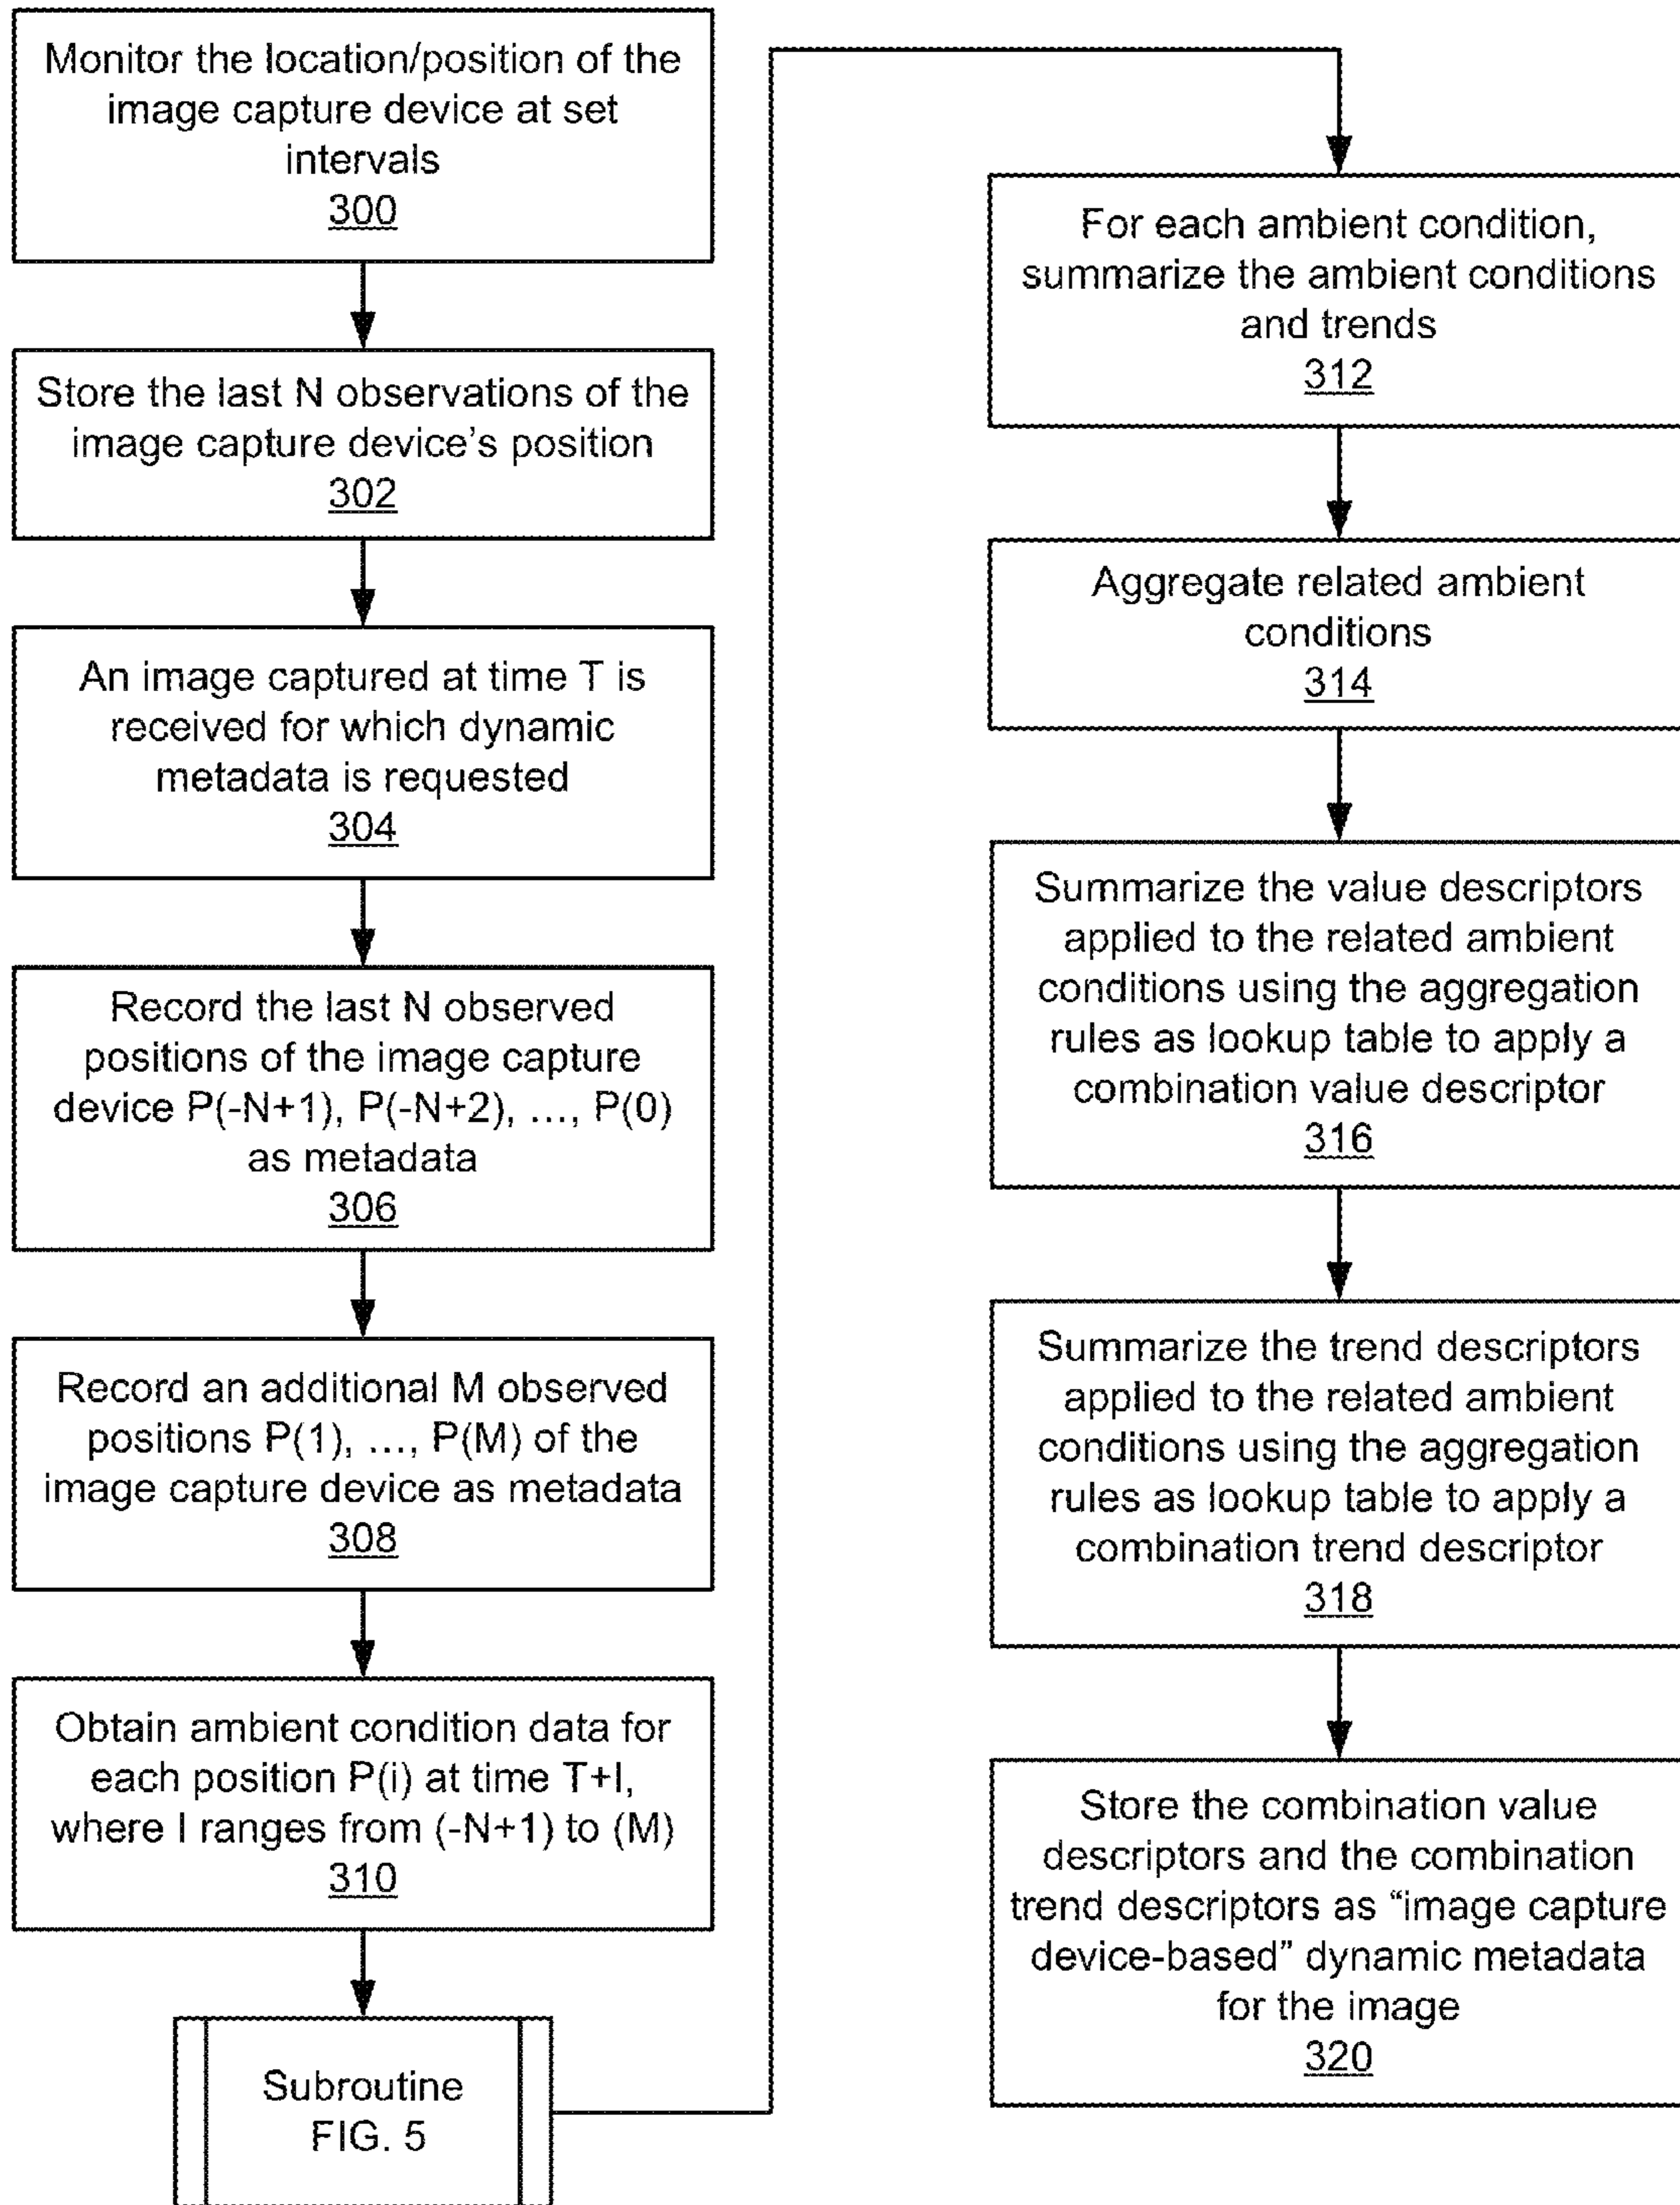 Monitor the location/position of the
image capture device at set
intervals
300
Store the last N observations of the
image capture device's position
302
An image captured at time T is
received for which dynamic
metadata is requested
304
Record the last N observed
positions of the image capture
device P(-N+1), P(-N+2), ..., P(0)
as metadata
306
Record an additional M observed
positions P(1), ..., P(M) of the
image capture device as metadata
308
Obtain ambient condition data for
each position P(i) at time T+I,
where I ranges from (-N+1) to (M)
310
Subroutine
FIG. 5
For each ambient condition,
summarize the ambient conditions
and trends
312
Aggregate related ambient
conditions
314
Summarize the value descriptors
applied to the related ambient
conditions using the aggregation
rules as lookup table to apply a
combination value descriptor
316
Summarize the trend descriptors
applied to the related ambient
conditions using the aggregation
rules as lookup table to apply a
combination trend descriptor
318
Store the combination value
descriptors and the combination
trend descriptors as “image capture
device-based” dynamic metadata
for the image
320